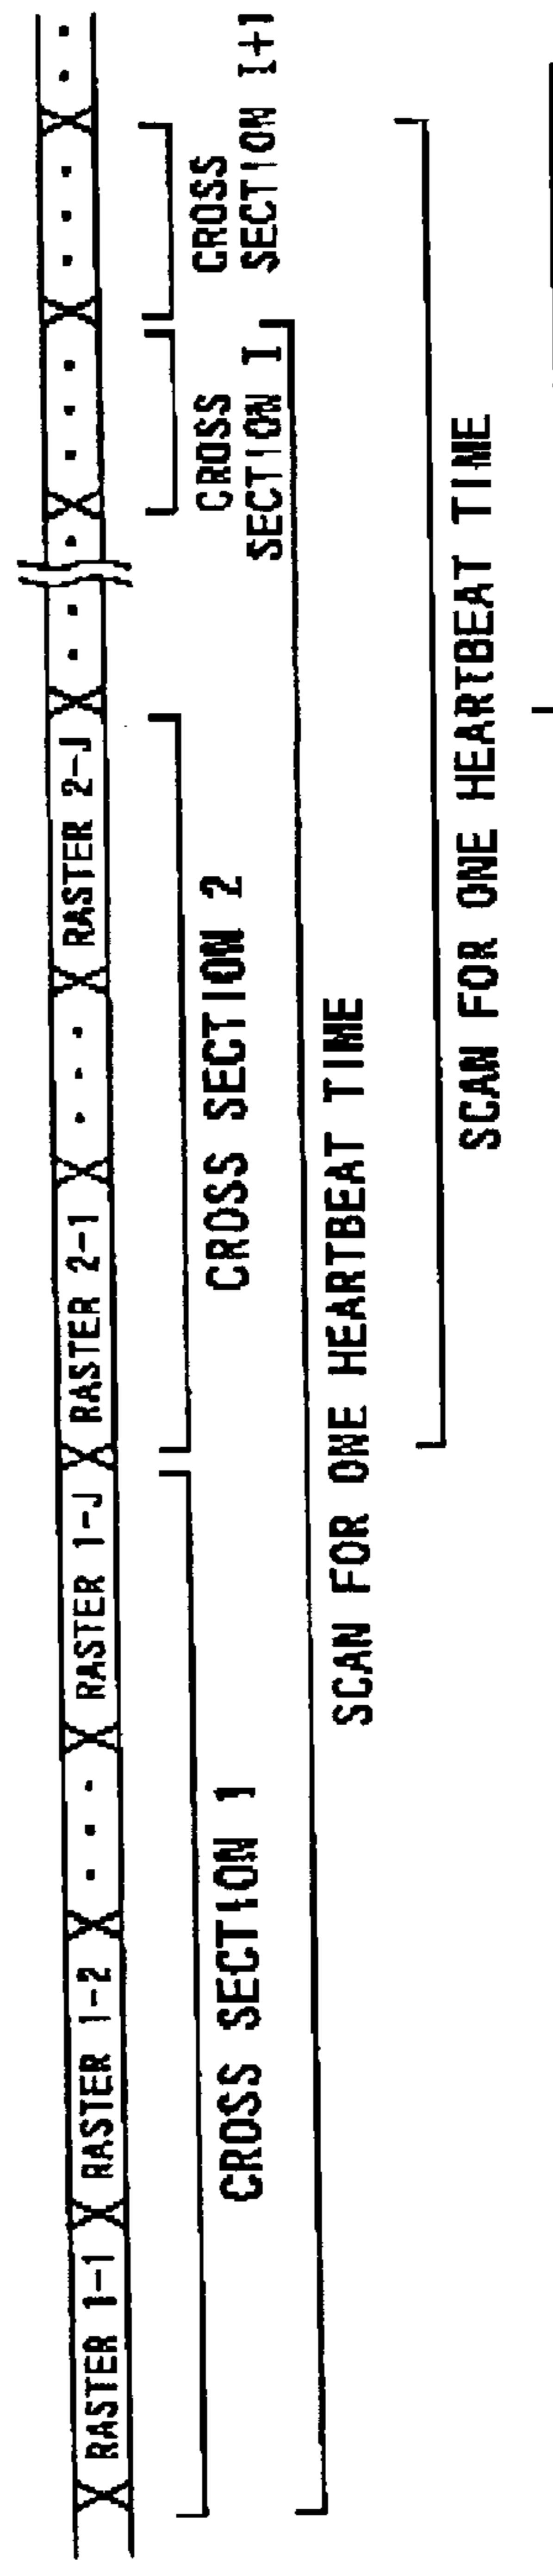 RASTER 1-1
RASTER 1-2
. . .
RASTER 1-J
RASTER 2-1
. . .
RASTER 2-J
. .
.
. . .
. . .
. .
CROSS SECTION 1
CROSS SECTION 2
CROSS
SECTION I
CROSS
SECTION I+1
SCAN FOR ONE HEARTBEAT TIME
SCAN FOR ONE HEARTBEAT TIME